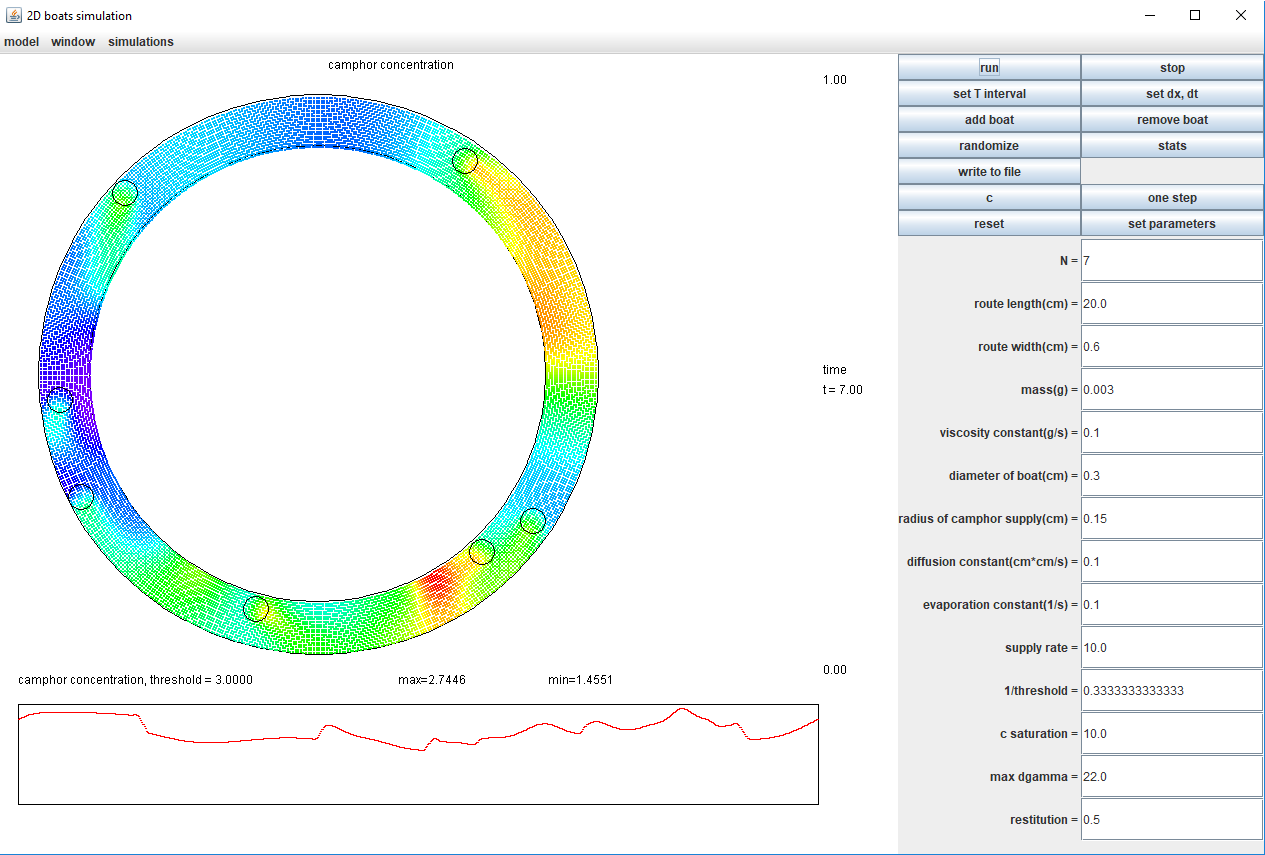 2D boats simulation
model window simulations
camphor concentration
1.00
time
t = 7.00
0.00
camphor concentration, threshold = 3.0000 max=2.7446 min=1.4551
run stop
set T interval set dx, dt
add boat remove boat
randomize stats
write to file
c one step
reset set parameters
N = 7
route length(cm) = 20.0
route width(cm) = 0.6
mass(g) = 0.003
viscosity constant(g/s) = 0.1
diameter of boat(cm) = 0.3
radius of camphor supply(cm) = 0.15
diffusion constant(cm*cm/s) = 0.1
evaporation constant(1/s) = 0.1
supply rate = 10.0
1/threshold = 0.3333333333333
c saturation = 10.0
max dgamma = 22.0
restitution = 0.5